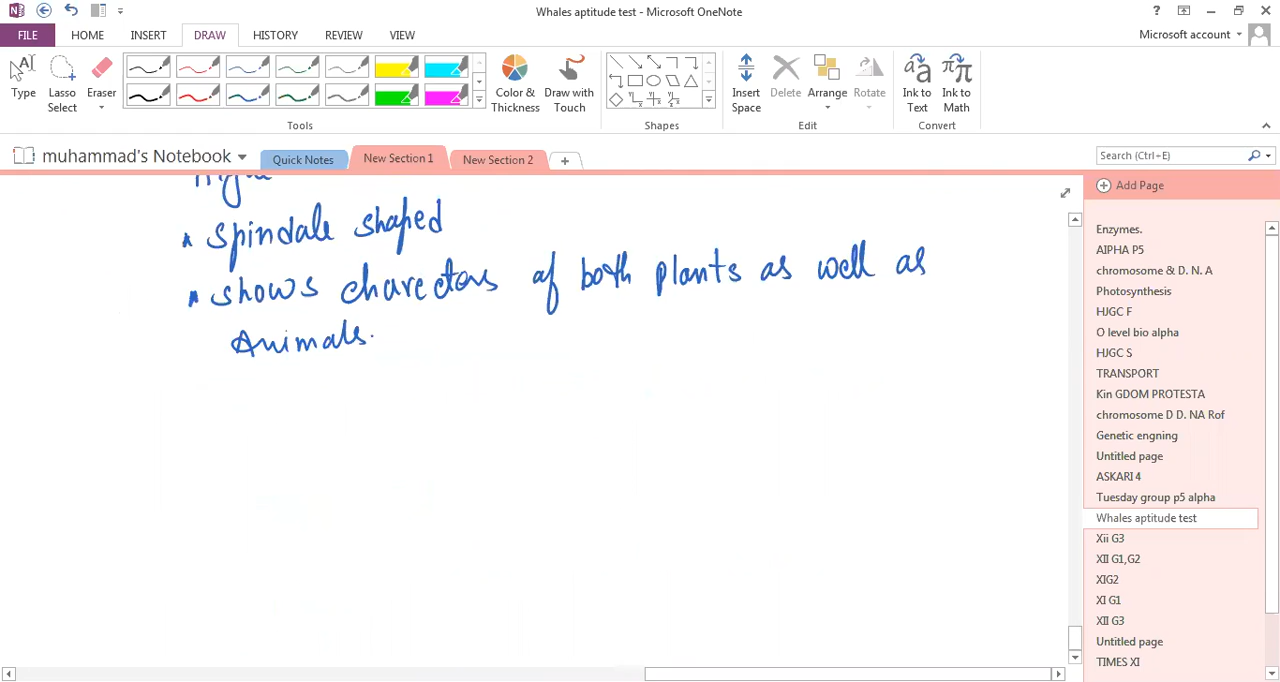 Whales aptitude test - Microsoft OneNote
FILE HOME INSERT DRAW HISTORY REVIEW VIEW
Microsoft account
Type Lasso Select Eraser
Color & Thickness Draw with Touch
Insert Space Delete Arrange Rotate
Ink to Text Ink to Math
Tools Shapes Edit Convert
muhammad's Notebook Quick Notes New Section 1 New Section 2
Search (Ctrl+E)
Add Page
spindale shaped
shows charectors of both plants as well as
Animals.
Enzymes.
AlPHA P5
chromosome & D. N. A
Photosynthesis
HJGC F
O level bio alpha
HJGC S
TRANSPORT
Kin GDOM PROTESTA
chromosome D D. NA Rof
Genetic engning
Untitled page
ASKARI 4
Tuesday group p5 alpha
Whales aptitude test
Xii G3
XII G1,G2
XIG2
XI G1
XII G3
Untitled page
TIMES XI